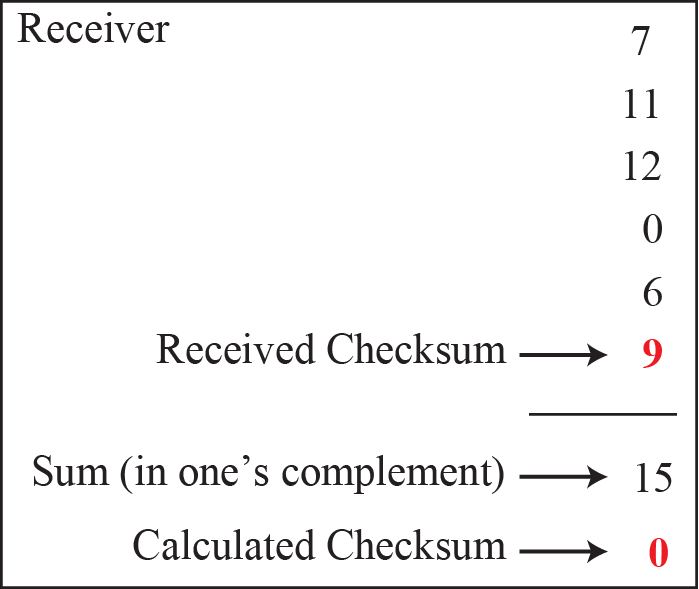 Receiver 7
11
12
0
6
Received Checksum 9
Sum (in one’s complement) 15
Calculated Checksum 0